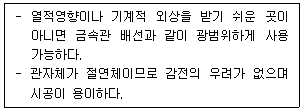 - 열적영향이나 기계적 외상을 받기 쉬운 곳이
아니면 금속관 배선과 같이 광범위하게 사용
가능하다.
- 관자체가 절연체이므로 감전의 우려가 없으며
시공이 용이하다.